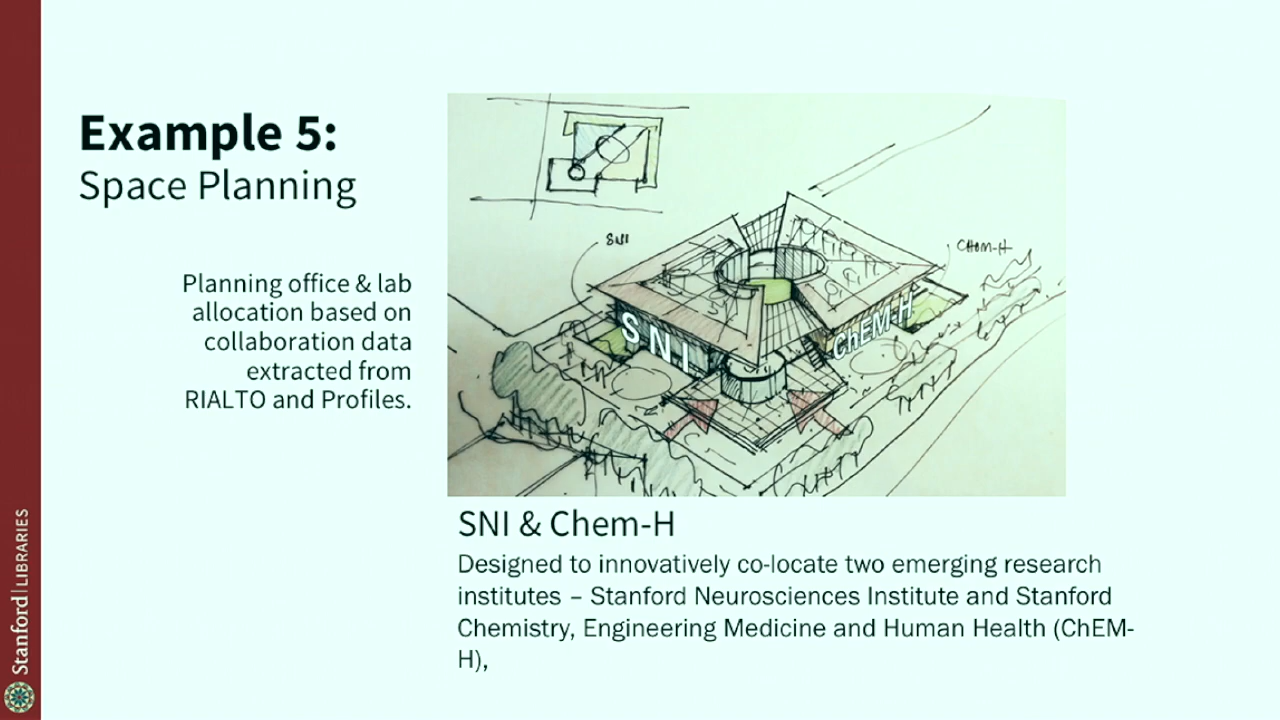 Example 5:
Space Planning
Planning office & lab
allocation based on
collaboration data
extracted from
RIALTO and Profiles.
SNI
CHEM-H
SNI
ChEM-H
SNI & Chem-H
Designed to innovatively co-locate two emerging research
institutes – Stanford Neurosciences Institute and Stanford
Chemistry, Engineering Medicine and Human Health (ChEM-
H),
Stanford | LIBRARIES